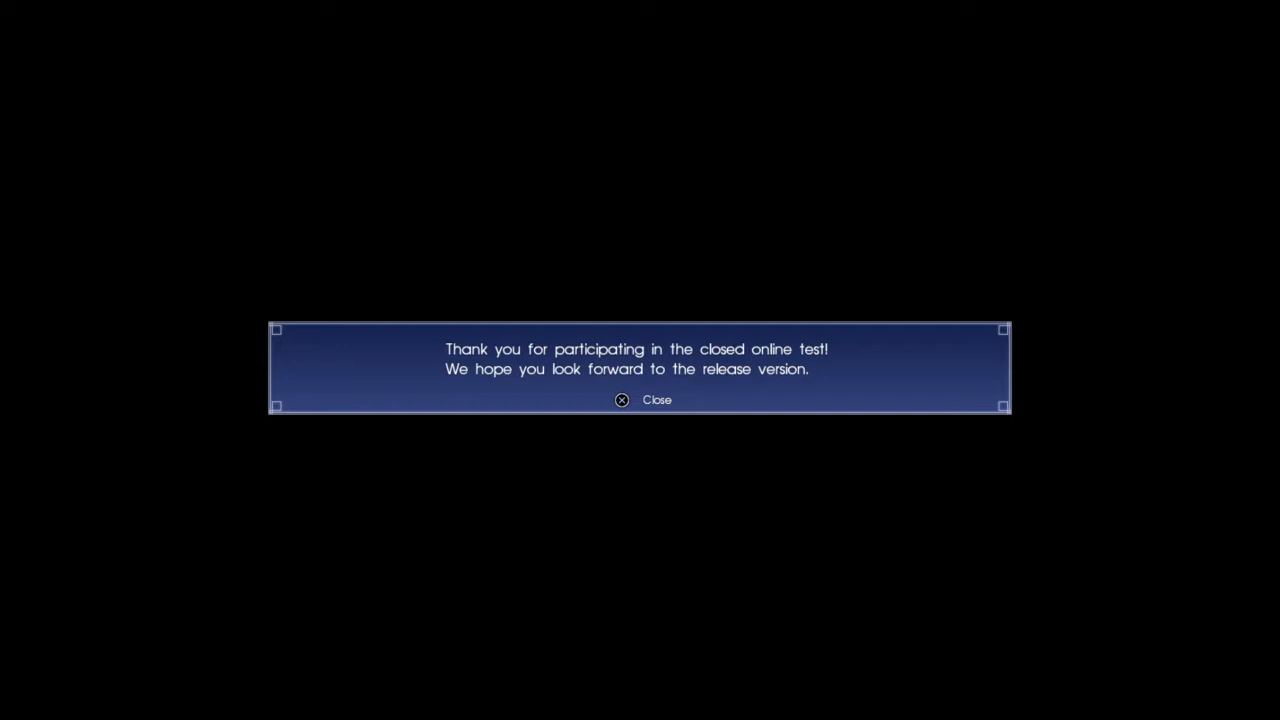 Thank you for participating in the closed online test!
We hope you look forward to the release version.
Close